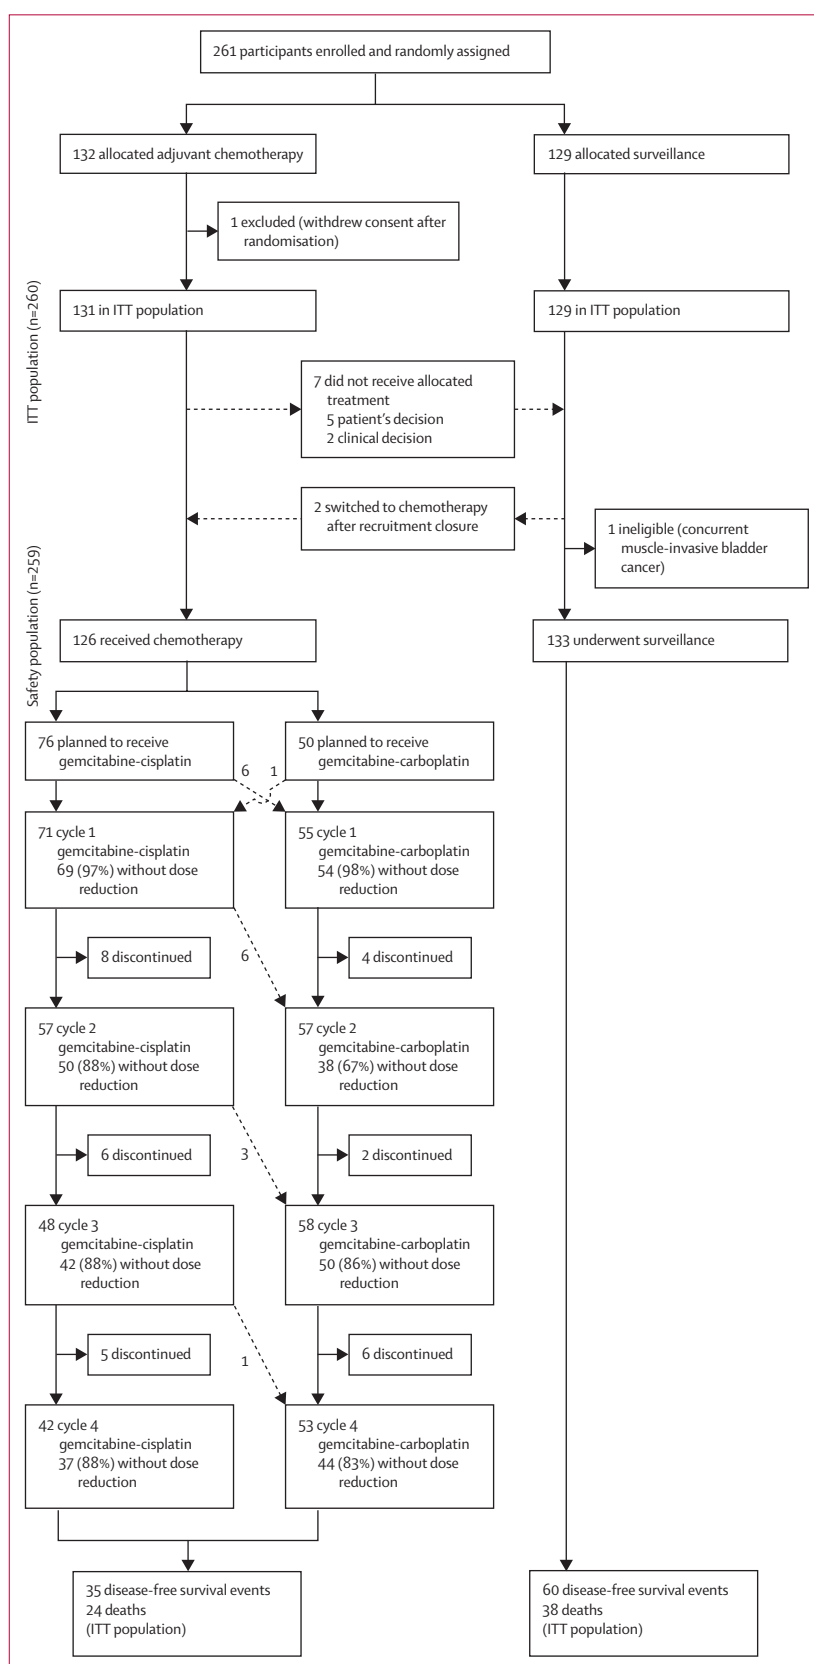 261 participants enrolled and randomly assigned
132 allocated adjuvant chemotherapy
129 allocated surveillance
1 excluded (withdrew consent after
randomisation)
ITT population (n=260)
131 in ITT population
129 in ITT population
7 did not receive allocated
treatment
5 patient's decision
2 clinical decision
2 switched to chemotherapy
after recruitment closure
1 ineligible (concurrent
muscle-invasive bladder
cancer)
Safety population (n=259)
126 received chemotherapy
133 underwent surveillance
76 planned to receive
gemcitabine-cisplatin
50 planned to receive
gemcitabine-carboplatin
6
1
71 cycle 1
gemcitabine-cisplatin
69 (97%) without dose
reduction
55 cycle 1
gemcitabine-carboplatin
54 (98%) without dose
reduction
8 discontinued
6
4 discontinued
57 cycle 2
gemcitabine-cisplatin
50 (88%) without dose
reduction
57 cycle 2
gemcitabine-carboplatin
38 (67%) without dose
reduction
6 discontinued
3
2 discontinued
48 cycle 3
gemcitabine-cisplatin
42 (88%) without dose
reduction
58 cycle 3
gemcitabine-carboplatin
50 (86%) without dose
reduction
5 discontinued
1
6 discontinued
42 cycle 4
gemcitabine-cisplatin
37 (88%) without dose
reduction
53 cycle 4
gemcitabine-carboplatin
44 (83%) without dose
reduction
35 disease-free survival events
24 deaths
(ITT population)
60 disease-free survival events
38 deaths
(ITT population)